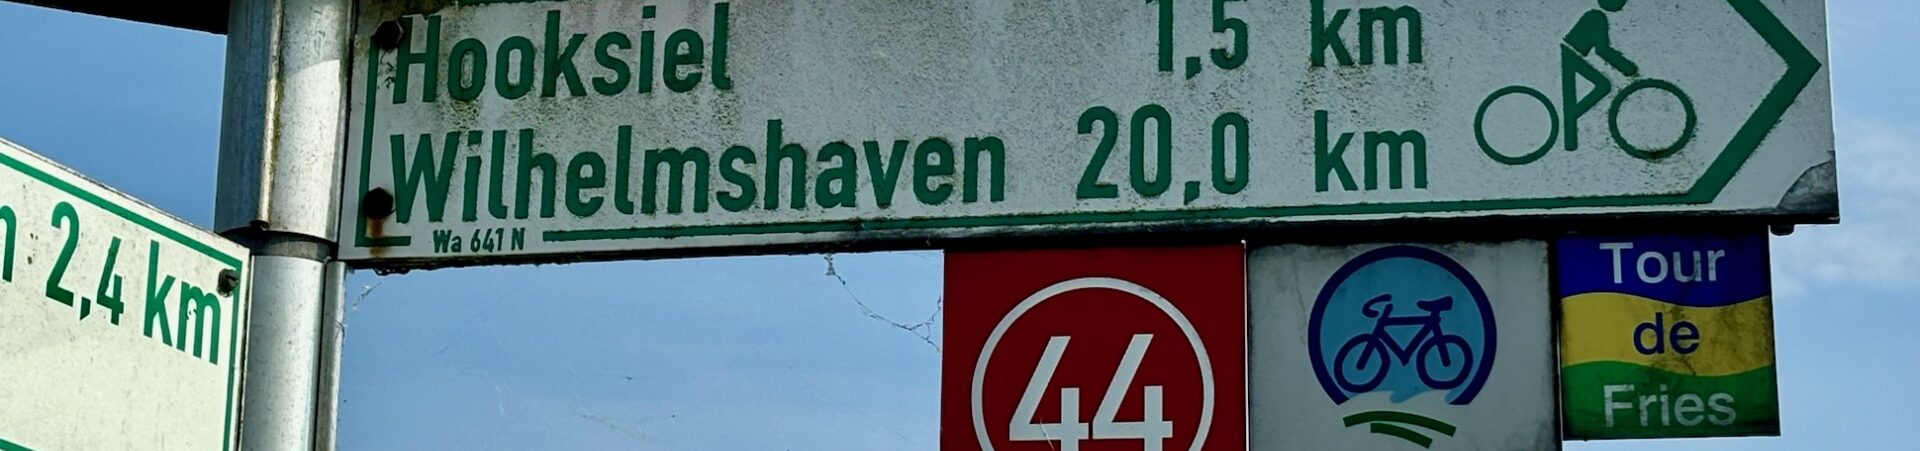 Hooksiel 1,5 km
Wilhelmshaven 20,0 km
Wa 641 N
2,4 km
44
Tour
de
Fries